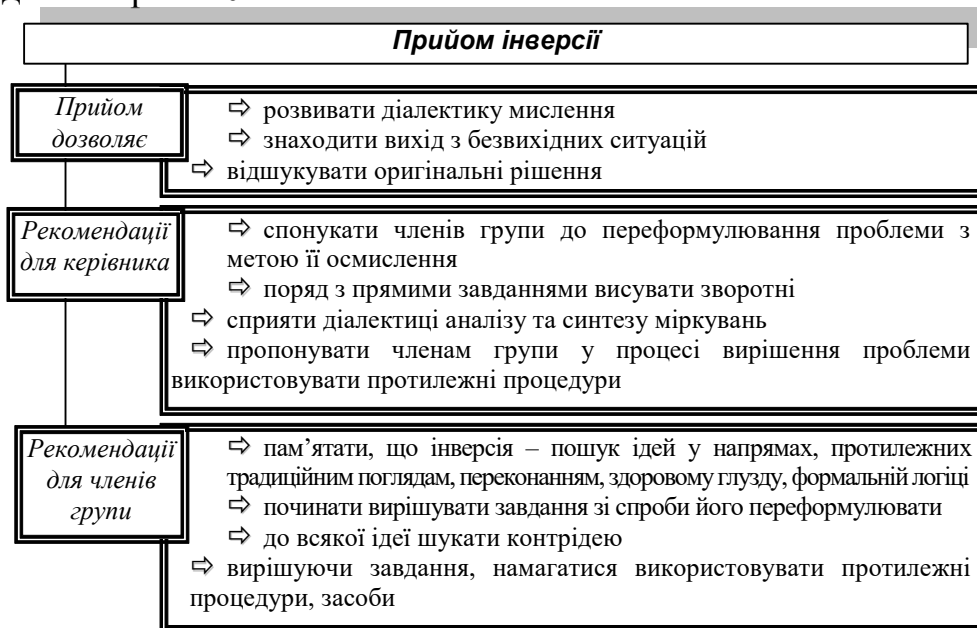 Прийом інверсії
Прийом
дозволяє
⇨ розвивати діалектику мислення
⇨ знаходити вихід з безвихідних ситуацій
⇨ відшукувати оригінальні рішення
Рекомендації
для керівника
⇨ спонукати членів групи до переформулювання проблеми з
метою її осмислення
⇨ поряд з прямими завданнями висувати зворотні
⇨ сприяти діалектиці аналізу та синтезу міркувань
⇨ пропонувати членам групи у процесі вирішення проблеми
використовувати протилежні процедури
Рекомендації
для членів
групи
⇨ пам’ятати, що інверсія – пошук ідей у напрямах, протилежних
традиційним поглядам, переконанням, здоровому глузду, формальній логіці
⇨ починати вирішувати завдання зі спроби його переформулювати
⇨ до всякої ідеї шукати контрідею
⇨ вирішуючи завдання, намагатися використовувати протилежні
процедури, засоби